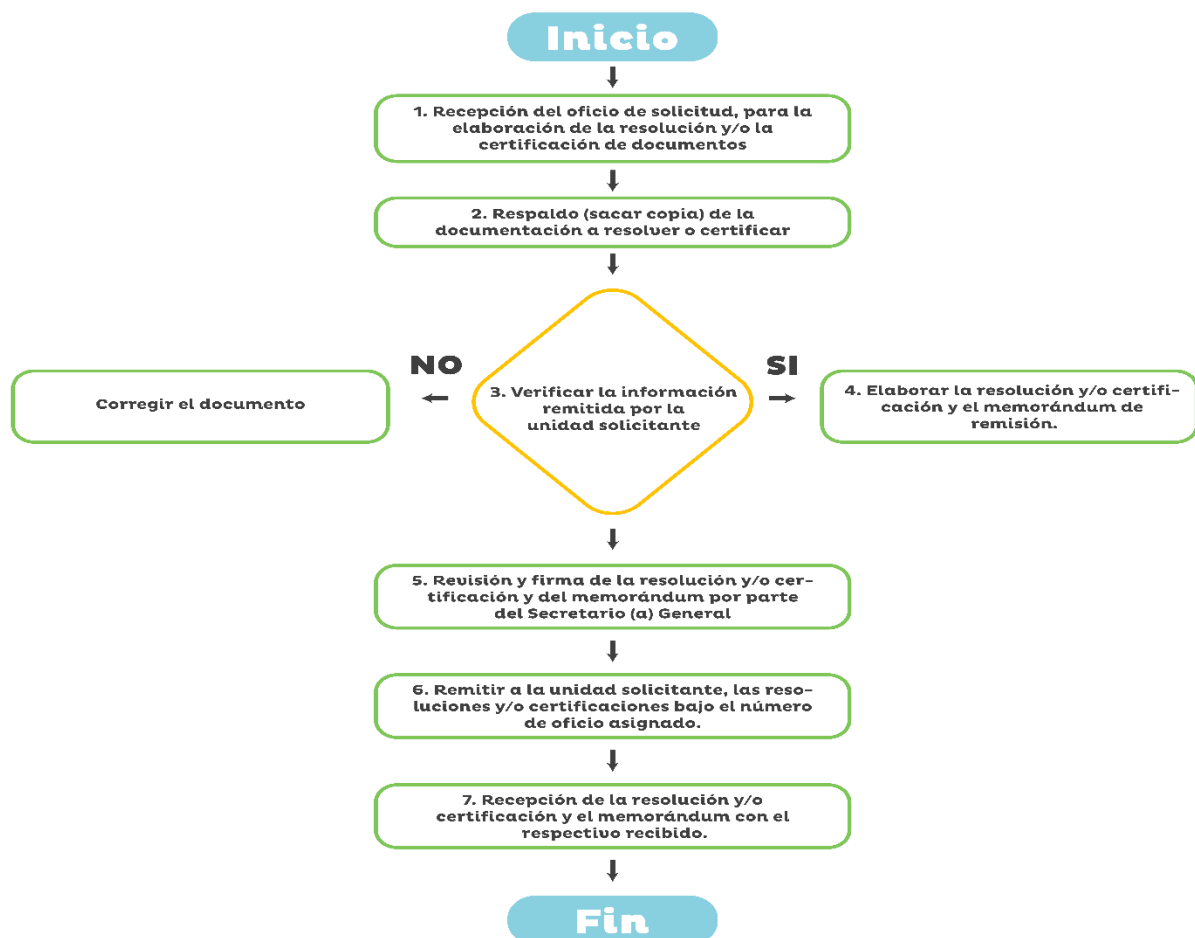 Inicio
1. Recepción del oficio de solicitud, para la
elaboración de la resolución y/o la
certificación de documentos
2. Respaldo (sacar copia) de la
documentación a resolver o certificar
NO
SI
Corregir el documento
3. Verificar la información
remitida por la
unidad solicitante
4. Elaborar la resolución y/o certifi-
cación y el memorándum de
remisión.
5. Revisión y firma de la resolución y/o cer-
tificación y del memorándum por parte
del Secretario (a) General
6. Remitir a la unidad solicitante, las reso-
luciones y/o certificaciones bajo el número
de oficio asignado.
7. Recepción de la resolución y/o
certificación y el memorándum con el
respectivo recibido.
Fin